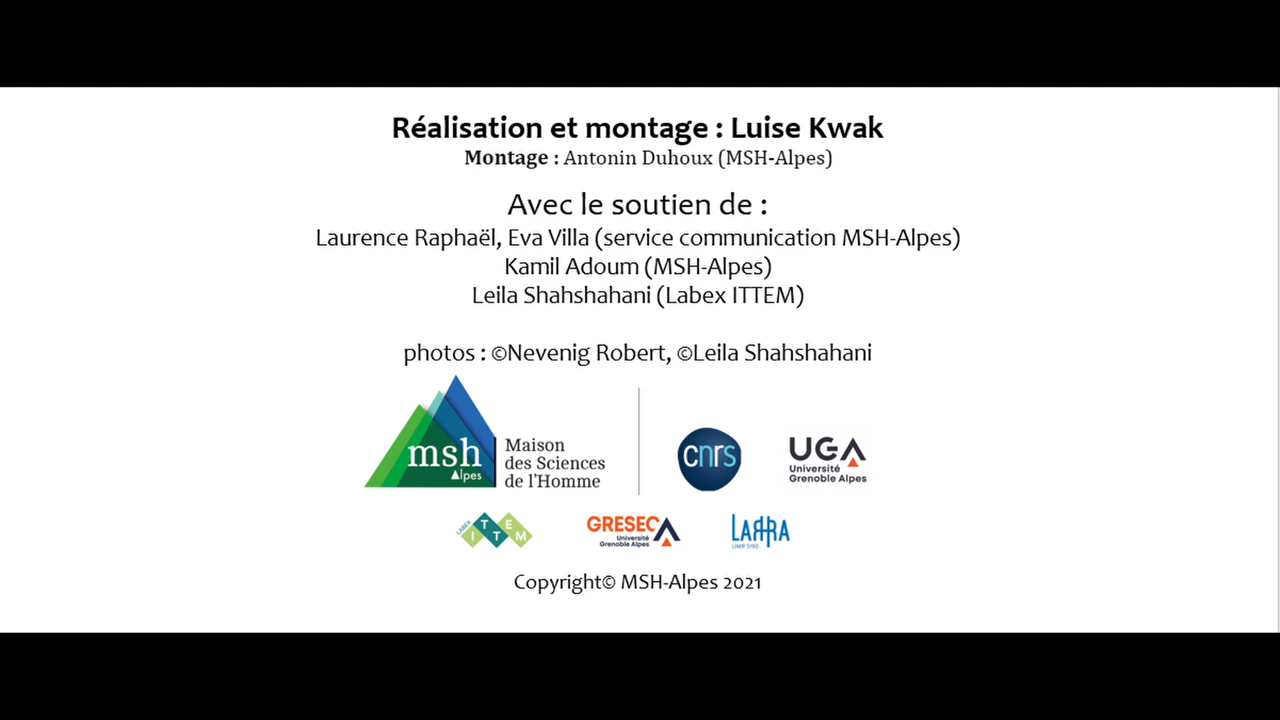 Réalisation et montage : Luise Kwak
Montage : Antonin Duhoux (MSH-Alpes)
Avec le soutien de :
Laurence Raphaël, Eva Villa (service communication MSH-Alpes)
Kamil Adoum (MSH-Alpes)
Leila Shahshahani (Labex ITTEM)
photos : ©Nevenig Robert, ©Leila Shahshahani
msh
Alpes
Maison
des Sciences
de l'Homme
cnrs
UGA
Université
Grenoble Alpes
LABEX
ITTEM
GRESEC
Université
Grenoble Alpes
LARHRA
UMR 5190
Copyright© MSH-Alpes 2021